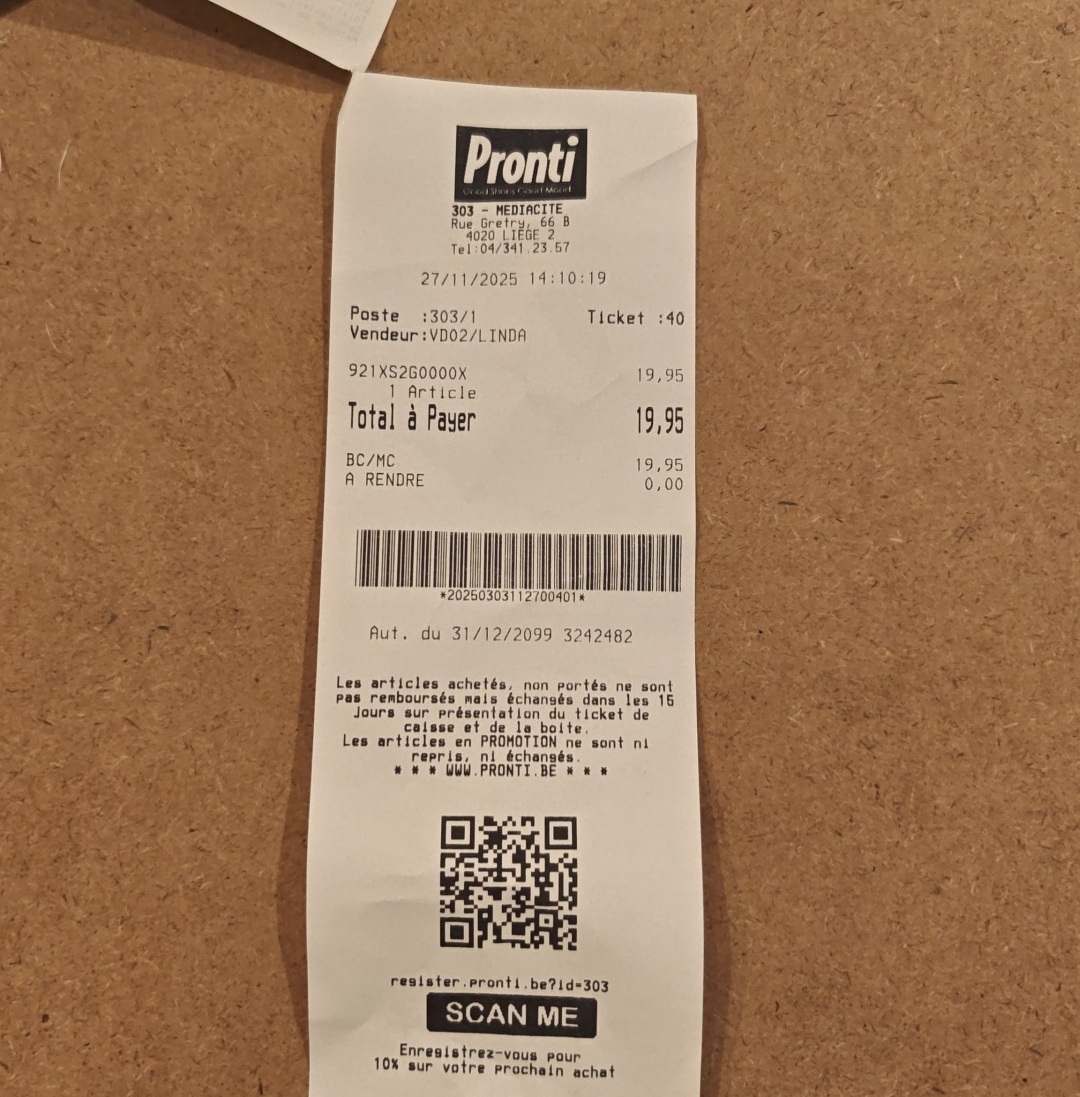 Pronti
Good Shoes Good Mood
303 - MEDIACITE
Rue Gretry, 66 B
4020 LIEGE 2
Tel:04/341.23.57
27/11/2025 14:10:19
Poste :303/1 Ticket :40
Vendeur:VD02/LINDA
921XS2G0000X 19,95
1 Article
Total à Payer 19,95
BC/MC 19,95
A RENDRE 0,00
*20250303112700401*
Aut. du 31/12/2099 3242482
Les articles achetés, non portés ne sont
pas remboursés mais échangés dans les 15
Jours sur présentation du ticket de
caisse et de la boite.
Les articles en PROMOTION ne sont ni
repris, ni échangés.
* * * WWW.PRONTI.BE * * *
register.pronti.be?id=303
SCAN ME
Enregistrez-vous pour
10% sur votre prochain achat